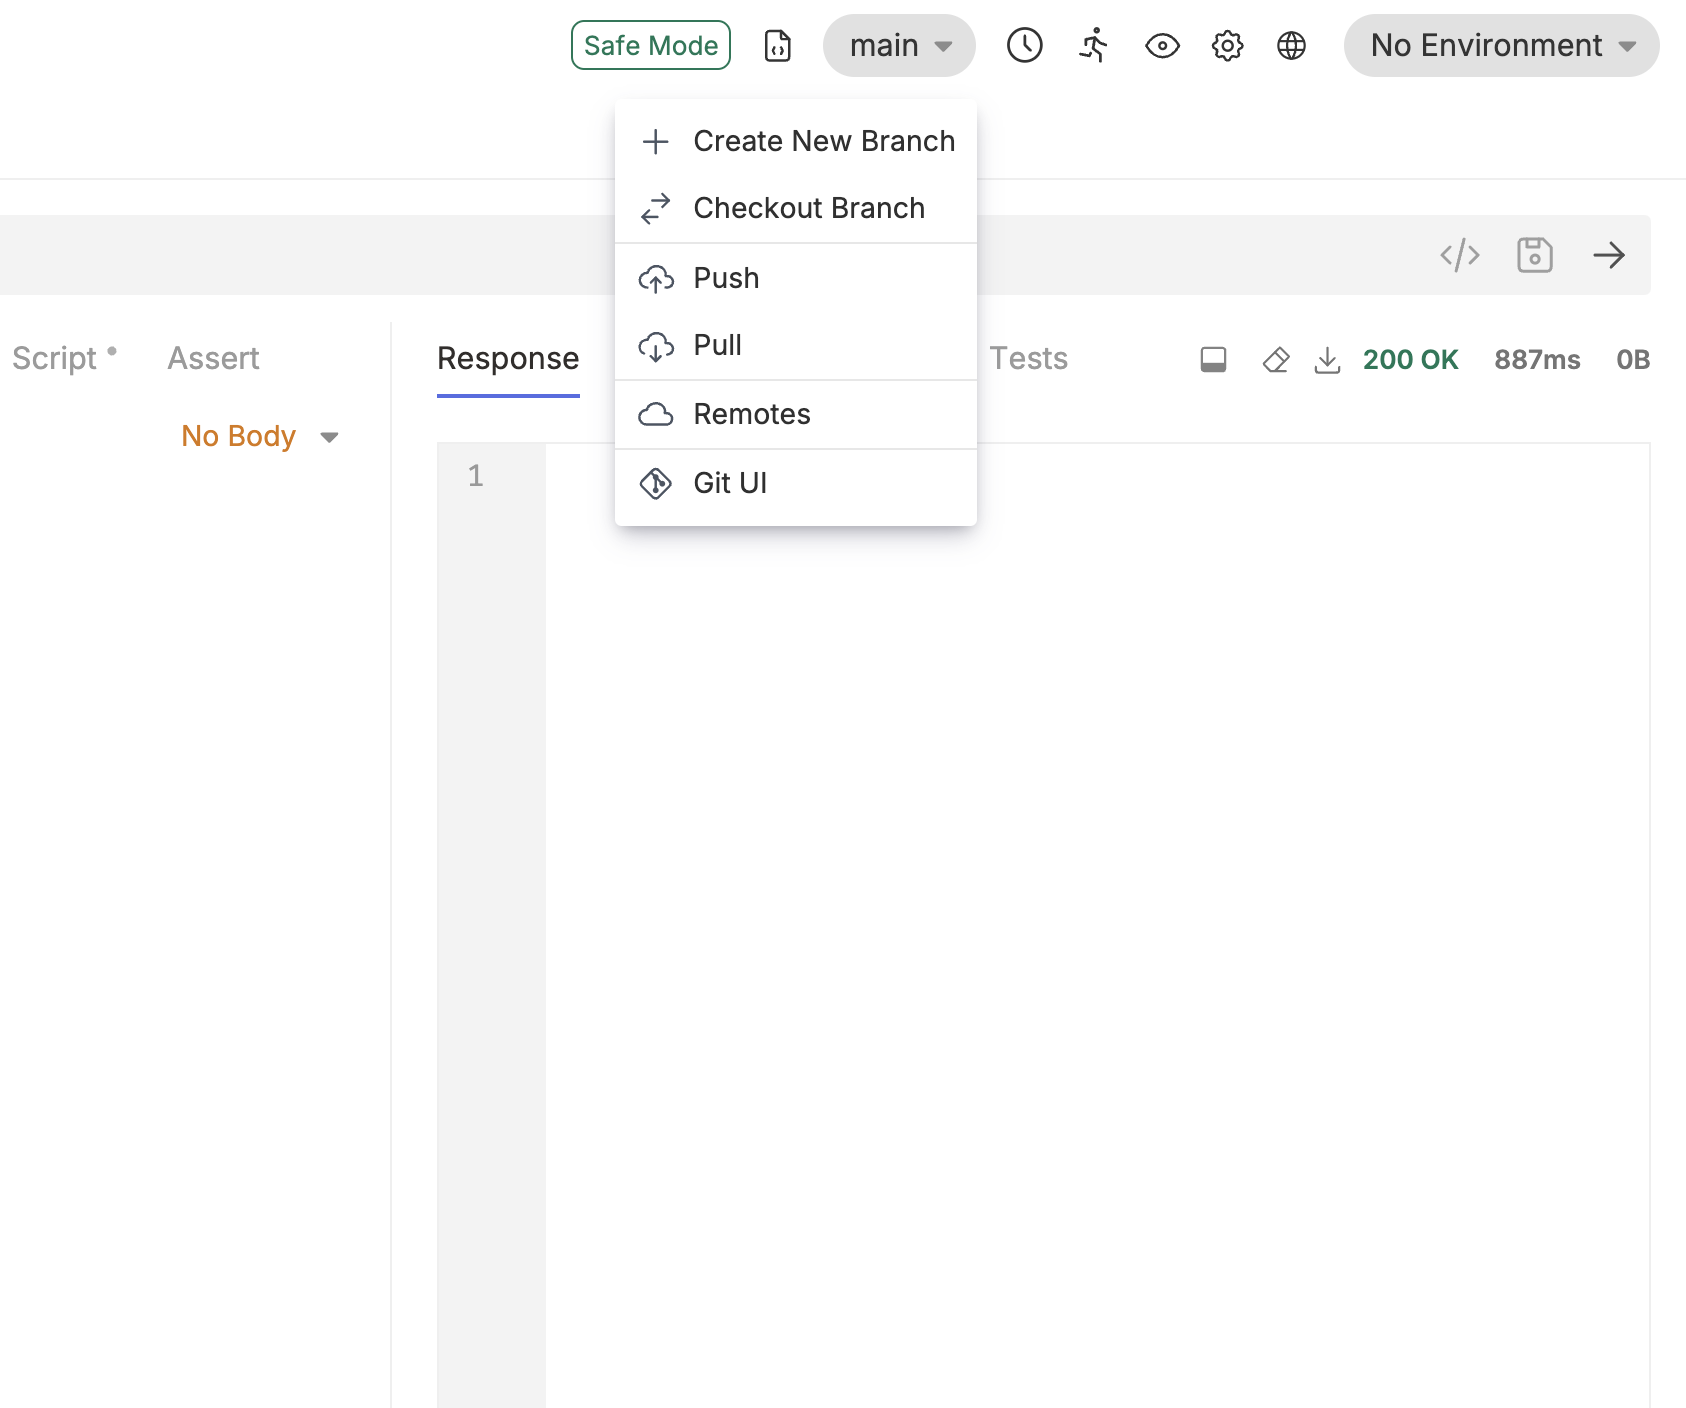 Safe Mode
main
No Environment
Create New Branch
Checkout Branch
Push
Pull
Remotes
Git UI
Script
Assert
Response
Tests
200 OK
887ms
0B
No Body
1